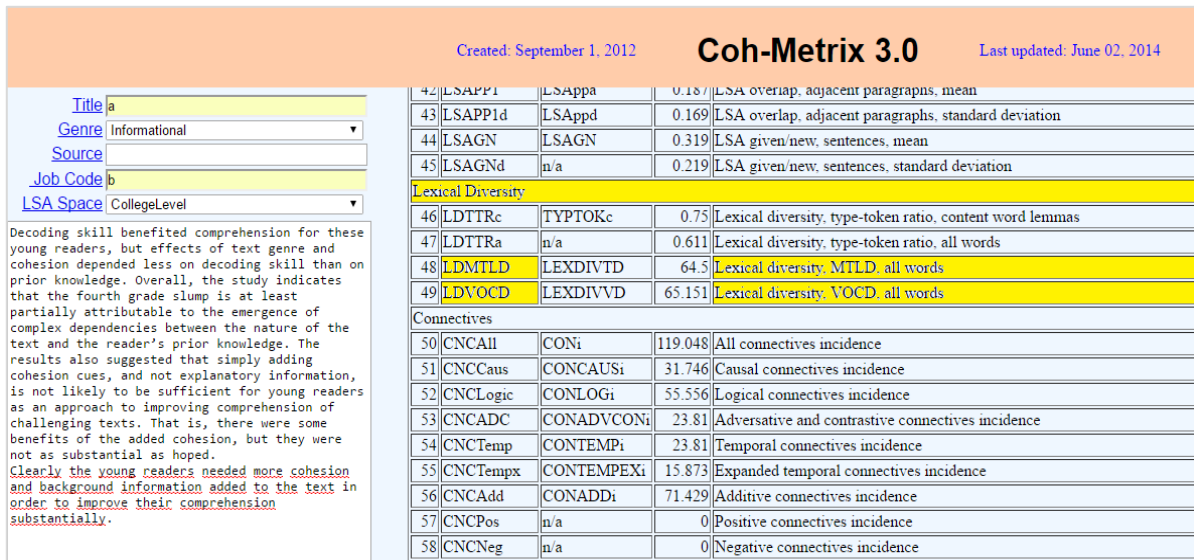 Created: September 1, 2012 Coh-Metrix 3.0 Last updated: June 02, 2014
Title a
Genre Informational
Source
Job Code b
LSA Space CollegeLevel
Decoding skill benefited comprehension for these
young readers, but effects of text genre and
cohesion depended less on decoding skill than on
prior knowledge. Overall, the study indicates
that the fourth grade slump is at least
partially attributable to the emergence of
complex dependencies between the nature of the
text and the reader’s prior knowledge. The
results also suggested that simply adding
cohesion cues, and not explanatory information,
is not likely to be sufficient for young readers
as an approach to improving comprehension of
challenging texts. That is, there were some
benefits of the added cohesion, but they were
not as substantial as hoped.
Clearly the young readers needed more cohesion
and background information added to the text in
order to improve their comprehension
substantially.
42 LSAPP1 LSAppa 0.187 LSA overlap, adjacent paragraphs, mean
43 LSAPP1d LSAppd 0.169 LSA overlap, adjacent paragraphs, standard deviation
44 LSAGN LSAGN 0.319 LSA given/new, sentences, mean
45 LSAGNd n/a 0.219 LSA given/new, sentences, standard deviation
Lexical Diversity
46 LDTTRc TYPTOKc 0.75 Lexical diversity, type-token ratio, content word lemmas
47 LDTTRa n/a 0.611 Lexical diversity, type-token ratio, all words
48 LDMTLD LEXDIVTD 64.5 Lexical diversity, MTLD, all words
49 LDVOCD LEXDIVVD 65.151 Lexical diversity, VOCD, all words
Connectives
50 CNCAll CONi 119.048 All connectives incidence
51 CNCCaus CONCAUSi 31.746 Causal connectives incidence
52 CNCLogic CONLOGi 55.556 Logical connectives incidence
53 CNCADC CONADVCONi 23.81 Adversative and contrastive connectives incidence
54 CNCTemp CONTEMPi 23.81 Temporal connectives incidence
55 CNCTempx CONTEMPEXi 15.873 Expanded temporal connectives incidence
56 CNCAdd CONADDi 71.429 Additive connectives incidence
57 CNCPos n/a 0 Positive connectives incidence
58 CNCNeg n/a 0 Negative connectives incidence